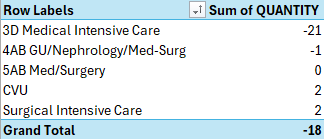 Row Labels Sum of QUANTITY
3D Medical Intensive Care -21
4AB GU/Nephrology/Med-Surg -1
5AB Med/Surgery 0
CVU 2
Surgical Intensive Care 2
Grand Total -18